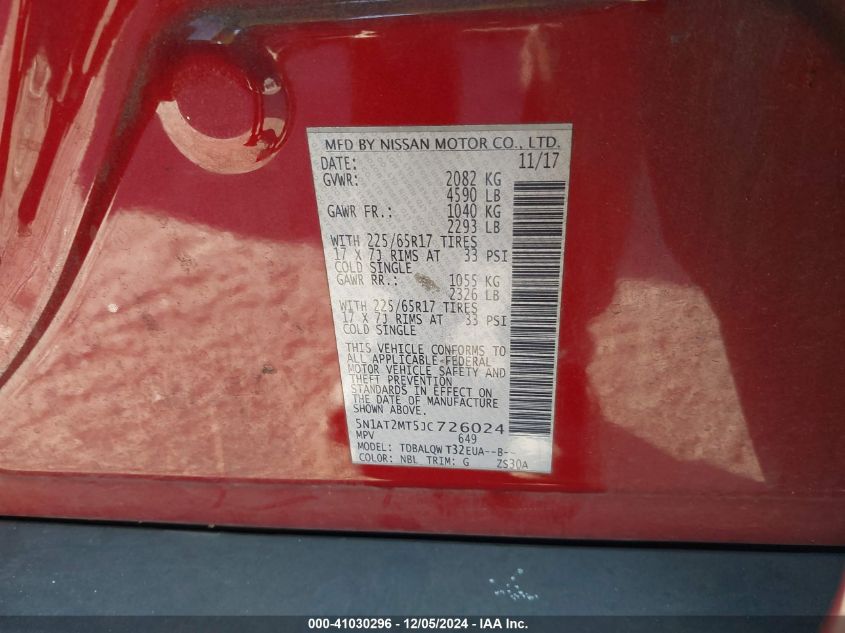 MFD BY NISSAN MOTOR CO., LTD.
DATE: 11/17
GVWR: 2082 KG
4590 LB
GAWR FR.: 1040 KG
2293 LB
WITH 225/65R17 TIRES
17 X 7J RIMS AT 33 PSI
COLD SINGLE
GAWR RR.: 1055 KG
2326 LB
WITH 225/65R17 TIRES
17 X 7J RIMS AT 33 PSI
COLD SINGLE
THIS VEHICLE CONFORMS TO
ALL APPLICABLE-FEDERAL
MOTOR VEHICLE SAFETY AND
THEFT PREVENTION
STANDARDS IN EFFECT ON
THE DATE OF MANUFACTURE
SHOWN ABOVE.
5N1AT2MT5JC726024
MPV 649
MODEL: TDBALQW T32EUA--B--
COLOR: NBL TRIM: G ZS30A
000-41030296 - 12/05/2024 - IAA Inc.